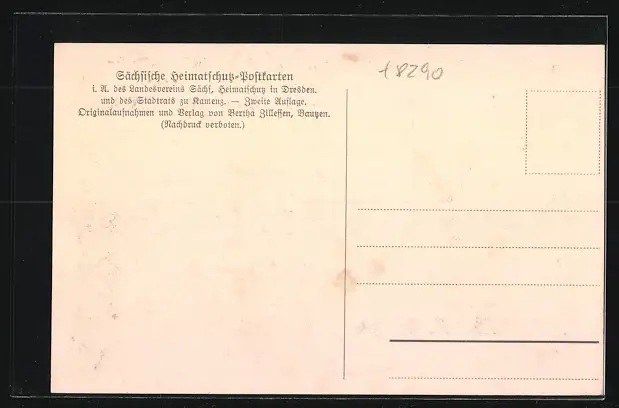 Sächsische Heimatschutz-Postkarten
i. A. des Landesvereins Sächs. Heimatschutz in Dresden.
und des Stadtrats zu Kamenz. — Zweite Auflage.
Originalaufnahmen und Verlag von Bertha Zillessen, Bautzen.
(Nachdruck verboten.)
18290